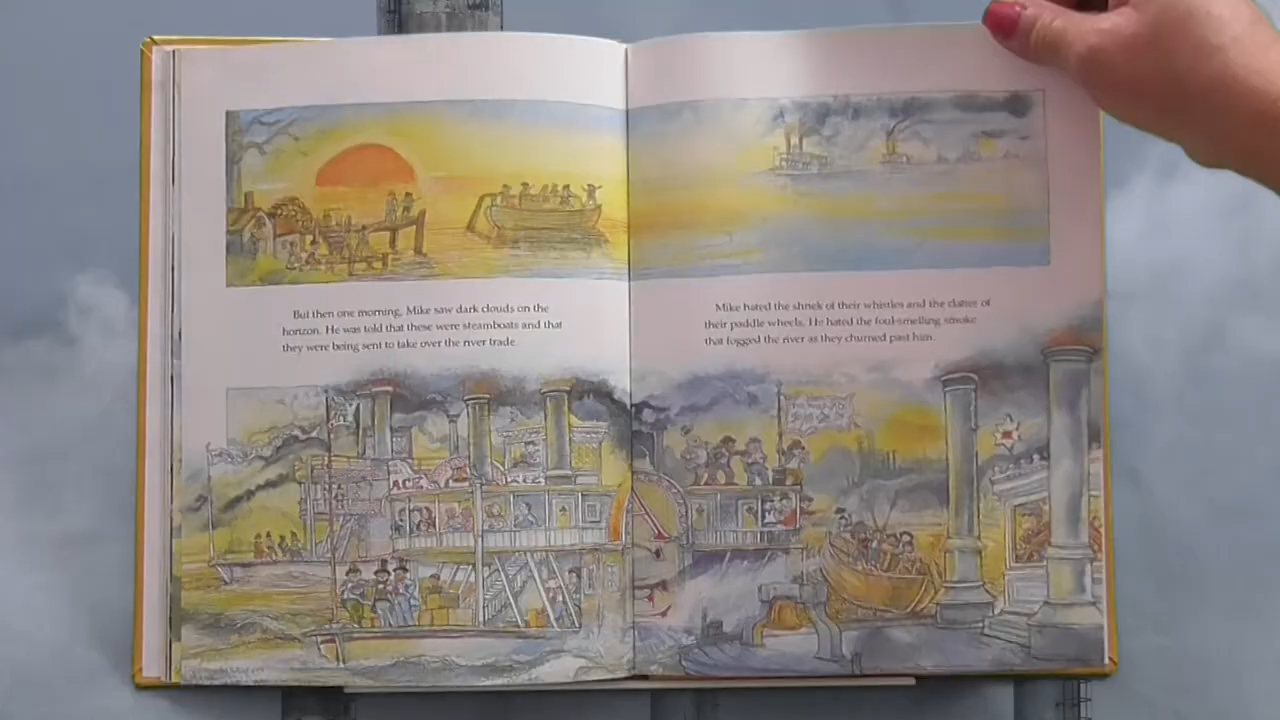 But then one morning, Mike saw dark clouds on the
horizon. He was told that these were steamboats and that
they were being sent to take over the river trade.
Mike hated the shriek of their whistles and the clatter of
their paddle wheels. He hated the foul-smelling smoke
that fogged the river as they churned past him.
ACE
A